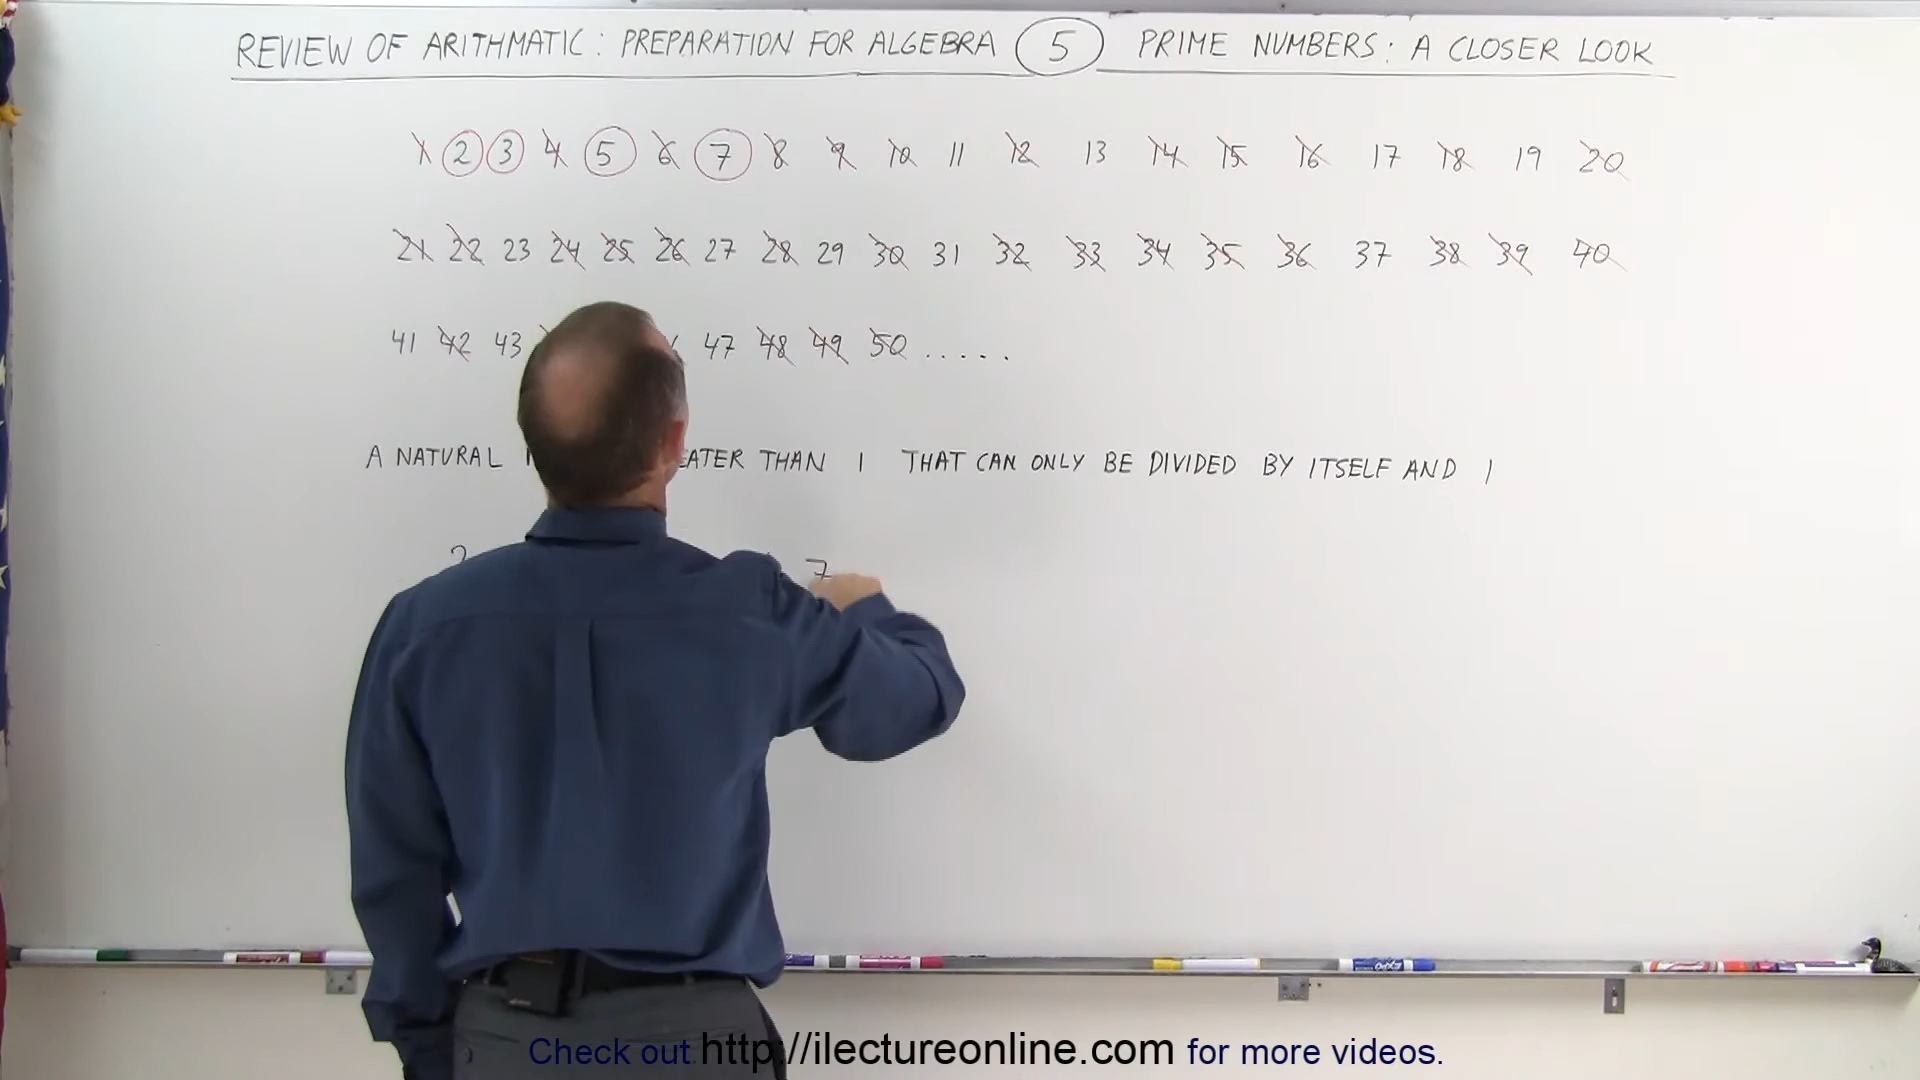 REVIEW OF ARITHMATIC: PREPARATION FOR ALGEBRA 5 PRIME NUMBERS: A CLOSER LOOK
1 2 3 4 5 6 7 8 9 10 11 12 13 14 15 16 17 18 19 20
21 22 23 24 25 26 27 28 29 30 31 32 33 34 35 36 37 38 39 40
41 42 43 47 48 49 50 .....
A NATURAL THAN 1 THAT CAN ONLY BE DIVIDED BY ITSELF AND 1
2 7
Check out http://ilectureonline.com for more videos.